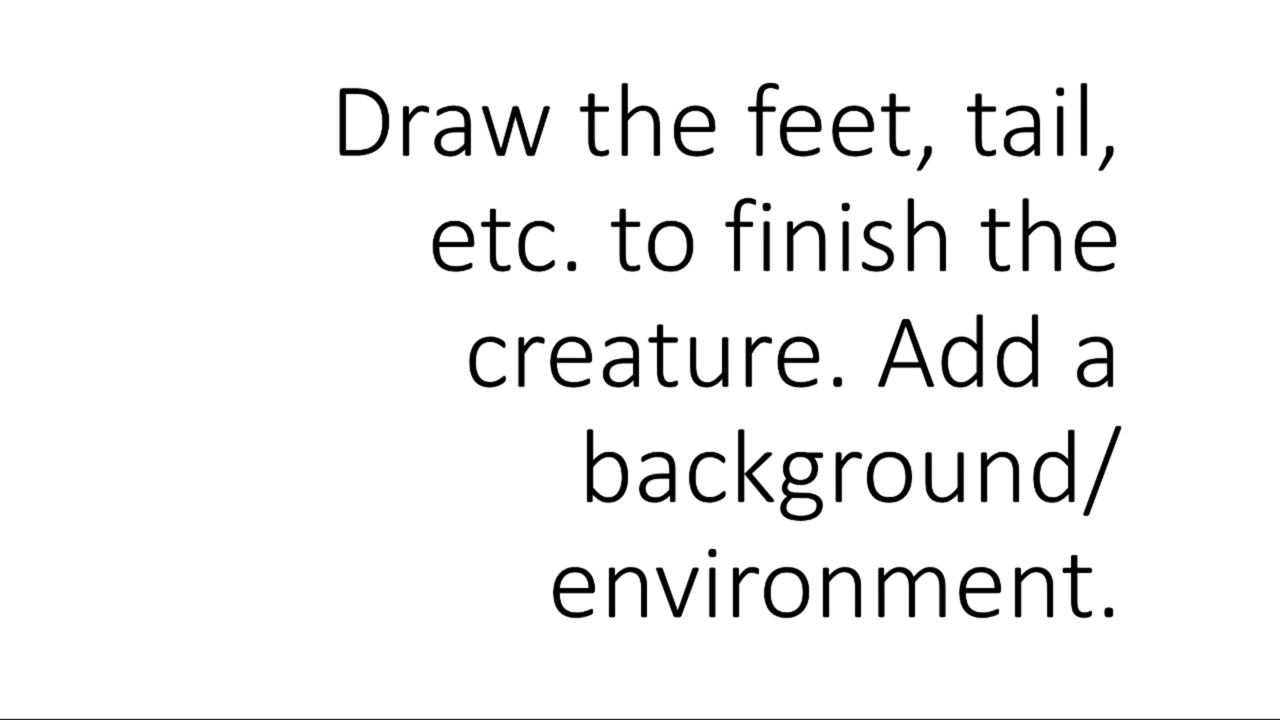 Draw the feet, tail,
etc. to finish the
creature. Add a
background/
environment.